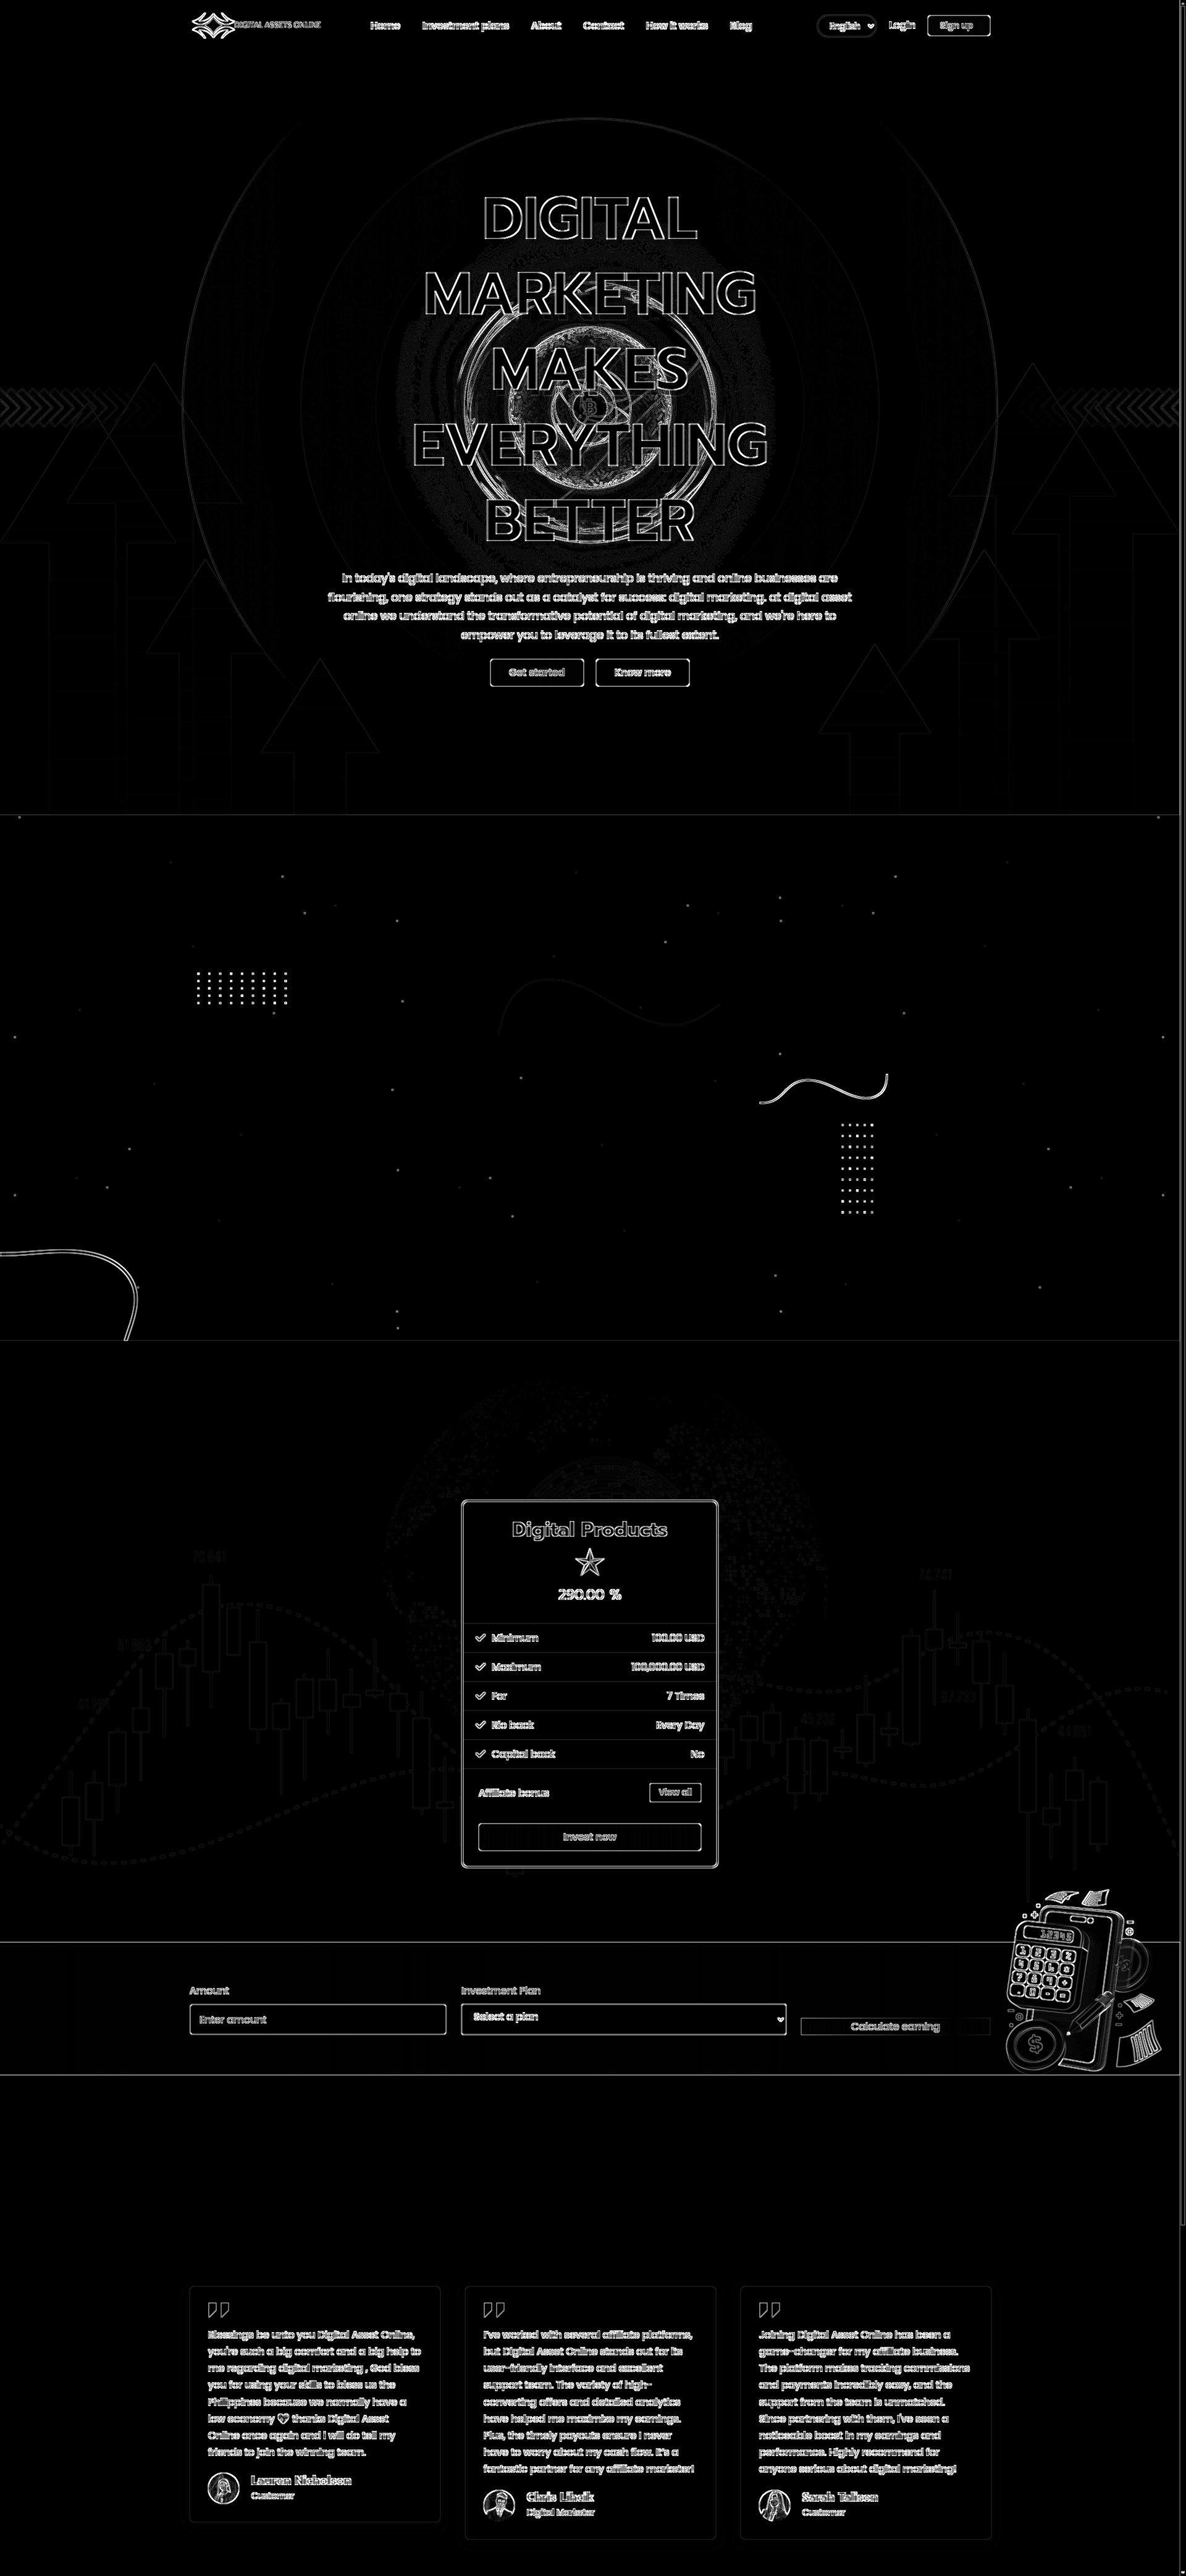 DIGITAL ASSETS ONLINE
Home Investment plans About Contact How it works Blog
English Login Sign up
DIGITAL
MARKETING
MAKES
EVERYTHING
BETTER
In today's digital landscape, where entrepreneurship is thriving and online businesses are
flourishing, one strategy stands out as a catalyst for success: digital marketing. at digital asset
online we understand the transformative potential of digital marketing, and we're here to
empower you to leverage it to its fullest extent.
Get started Know more
Digital Products
290.00 %
Minimum 100.00 USD
Maximum 100,000.00 USD
For 7 Times
Every Day
Capital back No
Affiliate bonus View all
Invest now
12345
Amount
Enter amount
Investment Plan
Select a plan
Calculate earning
Blessings be unto you Digital Asset Online,
you're such a big comfort and a big help to
me regarding digital marketing , God bless
you for using your skills to bless us the
Philippines because we normally have a
low economy thanks Digital Asset
Online once again and I will do tell my
friends to join the winning team.
Lauren Nicholson
Customer
I've worked with several affiliate platforms,
but Digital Asset Online stands out for its
user-friendly interface and excellent
support team. The variety of high-
converting offers and detailed analytics
have helped me maximize my earnings.
Plus, the timely payouts ensure I never
have to worry about my cash flow. It's a
fantastic partner for any affiliate marketer!
Chris
Digital Marketer
Joining Digital Asset Online has been a
game-changer for my affiliate business.
The platform makes tracking commissions
and payments incredibly easy, and the
support from the team is unmatched.
Since partnering with them, I've seen a
noticeable boost in my earnings and
performance. Highly recommend for
anyone serious about digital marketing!
Sarah
Customer